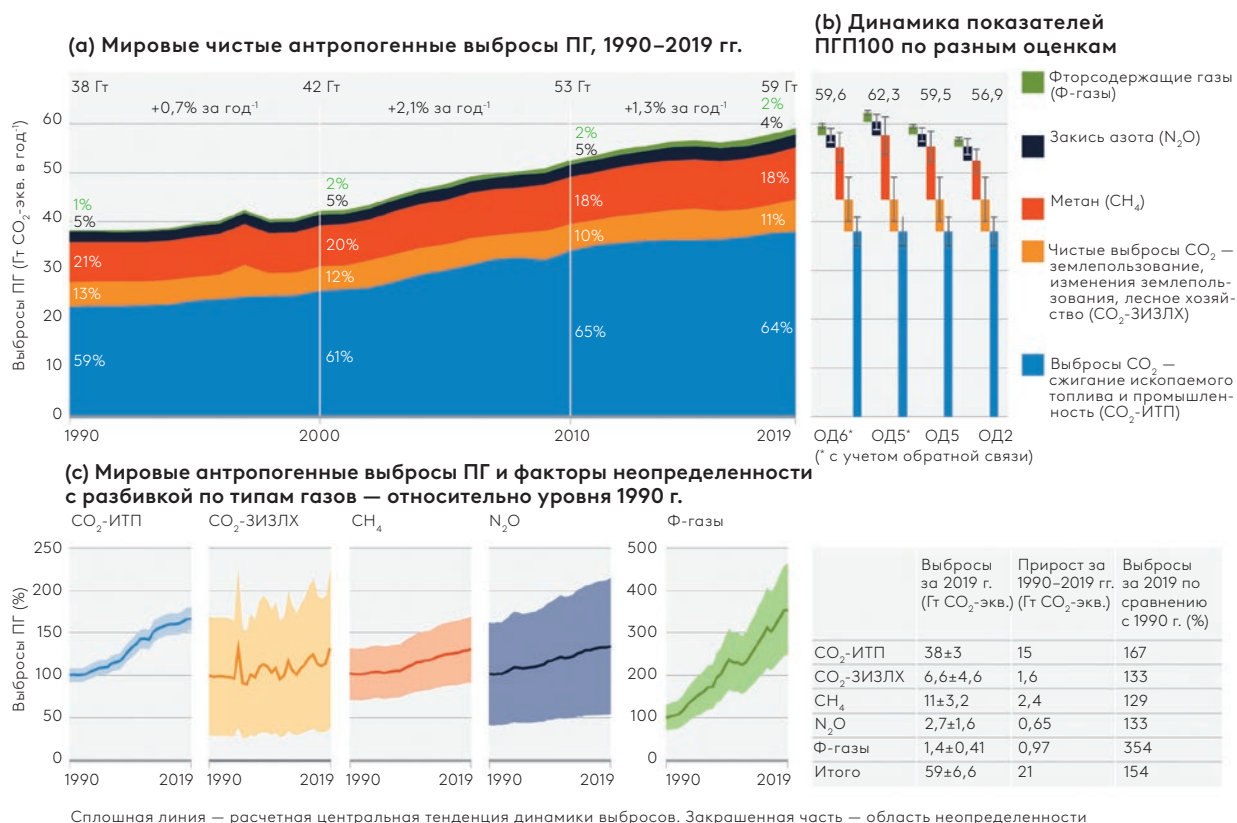 (a) Мировые чистые антропогенные выбросы ПГ, 1990–2019 гг.
38 Гт 42 Гт 53 Гт 59 Гт
+0,7% за год⁻¹ +2,1% за год⁻¹ +1,3% за год⁻¹
Выбросы ПГ (Гт CO₂-экв. в год⁻¹)
60
50
40
30
20
10
0
1%
5%
21%
13%
59%
2%
5%
20%
12%
61%
2%
5%
18%
10%
65%
2%
4%
18%
11%
64%
1990 2000 2010 2019
(b) Динамика показателей
ПГП100 по разным оценкам
59,6 62,3 59,5 56,9
ОД6* ОД5* ОД5 ОД2
(* с учетом обратной связи)
Фторсодержащие газы
(Ф-газы)
Закись азота (N₂O)
Метан (CH₄)
Чистые выбросы CO₂ —
землепользование,
изменения землеполь-
зования, лесное хозяй-
ство (CO₂-ЗИЗЛХ)
Выбросы CO₂ —
сжигание ископаемого
топлива и промышлен-
ность (CO₂-ИТП)
(c) Мировые антропогенные выбросы ПГ и факторы неопределенности
с разбивкой по типам газов — относительно уровня 1990 г.
CO₂-ИТП CO₂-ЗИЗЛХ CH₄ N₂O Ф-газы
Выбросы ПГ (%)
250
200
150
100
50
0
500
400
300
200
100
0
1990 2019 1990 2019 1990 2019 1990 2019 1990 2019
Выбросы Прирост за Выбросы
за 2019 г. 1990–2019 гг. за 2019 по
(Гт CO₂-экв.) (Гт CO₂-экв.) сравнению
с 1990 г. (%)
CO₂-ИТП 38±3 15 167
CO₂-ЗИЗЛХ 6,6±4,6 1,6 133
CH₄ 11±3,2 2,4 129
N₂O 2,7±1,6 0,65 133
Ф-газы 1,4±0,41 0,97 354
Итого 59±6,6 21 154
Сплошная линия — расчетная центральная тенденция динамики выбросов. Закрашенная часть — область неопределенности